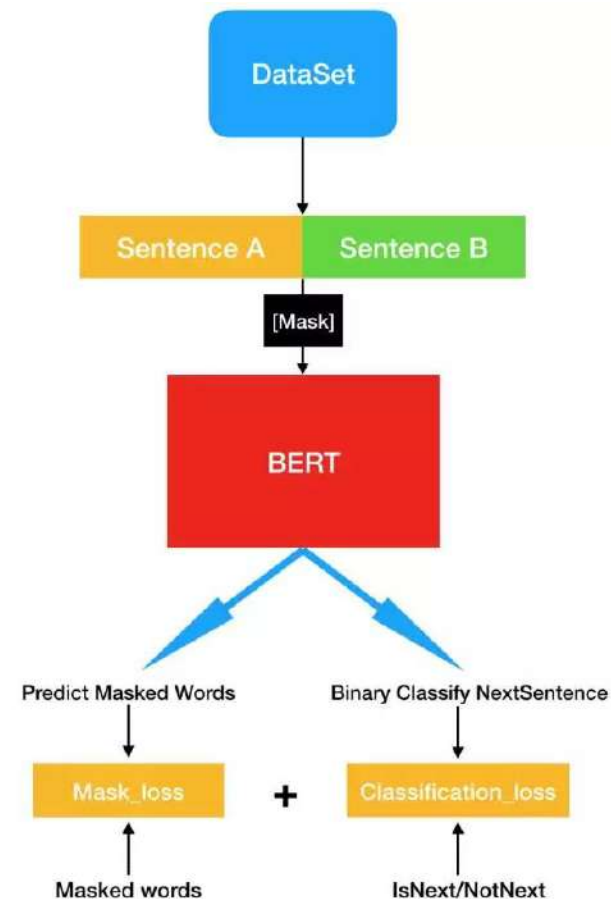 DataSet
Sentence A Sentence B
[Mask]
BERT
Predict Masked Words Binary Classify NextSentence
Mask_loss + Classification_loss
Masked words IsNext/NotNext